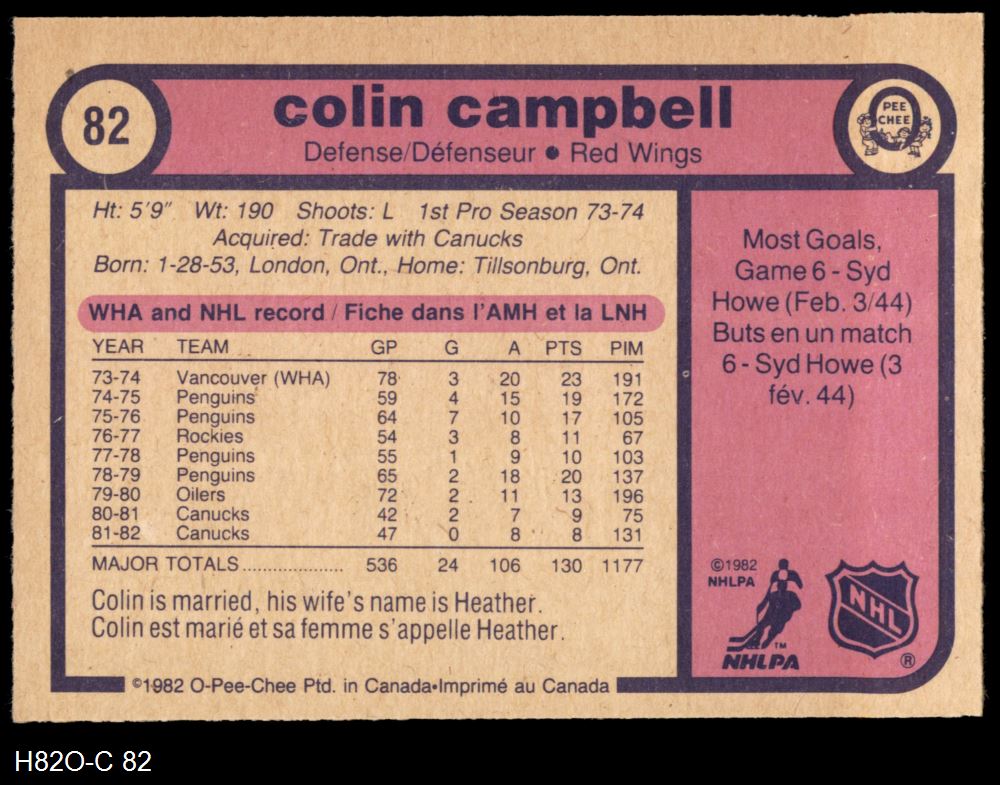 82
colin campbell
Defense/Défenseur • Red Wings
OPEE CHEE
Ht: 5'9" Wt: 190 Shoots: L 1st Pro Season 73-74
Acquired: Trade with Canucks
Born: 1-28-53, London, Ont., Home: Tillsonburg, Ont.
WHA and NHL record / Fiche dans l'AMH et la LNH
YEAR TEAM GP G A PTS PIM
73-74 Vancouver (WHA) 78 3 20 23 191
74-75 Penguins 59 4 15 19 172
75-76 Penguins 64 7 10 17 105
76-77 Rockies 54 3 8 11 67
77-78 Penguins 55 1 9 10 103
78-79 Penguins 65 2 18 20 137
79-80 Oilers 72 2 11 13 196
80-81 Canucks 42 2 7 9 75
81-82 Canucks 47 0 8 8 131
MAJOR TOTALS.................... 536 24 106 130 1177
Colin is married, his wife's name is Heather.
Colin est marié et sa femme s'appelle Heather.
©1982 O-Pee-Chee Ptd. in Canada•Imprimé au Canada
Most Goals,
Game 6 - Syd
Howe (Feb. 3/44)
Buts en un match
6 - Syd Howe (3
fév. 44)
©1982
NHLPA
TM
NHLPA
NHL
®
H82O-C 82